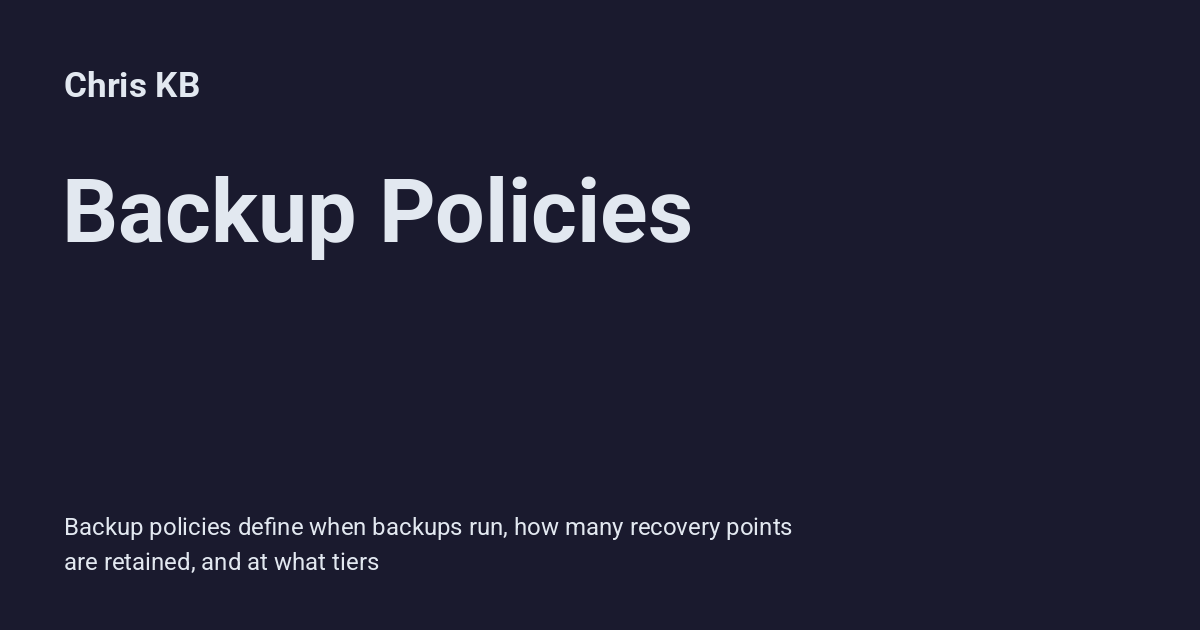 Chris KB
Backup Policies
Backup policies define when backups run, how many recovery points
are retained, and at what tiers